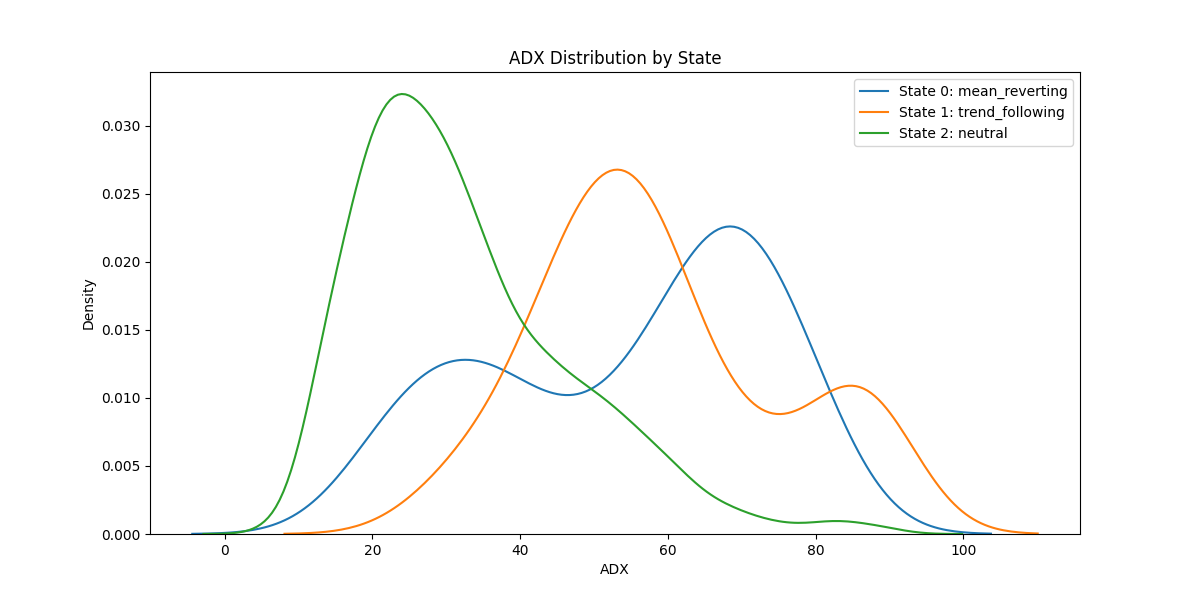 ADX Distribution by State
State 0: mean_reverting
State 1: trend_following
State 2: neutral
Density
0.030
0.025
0.020
0.015
0.010
0.005
0.000
0 20 40 60 80 100
ADX